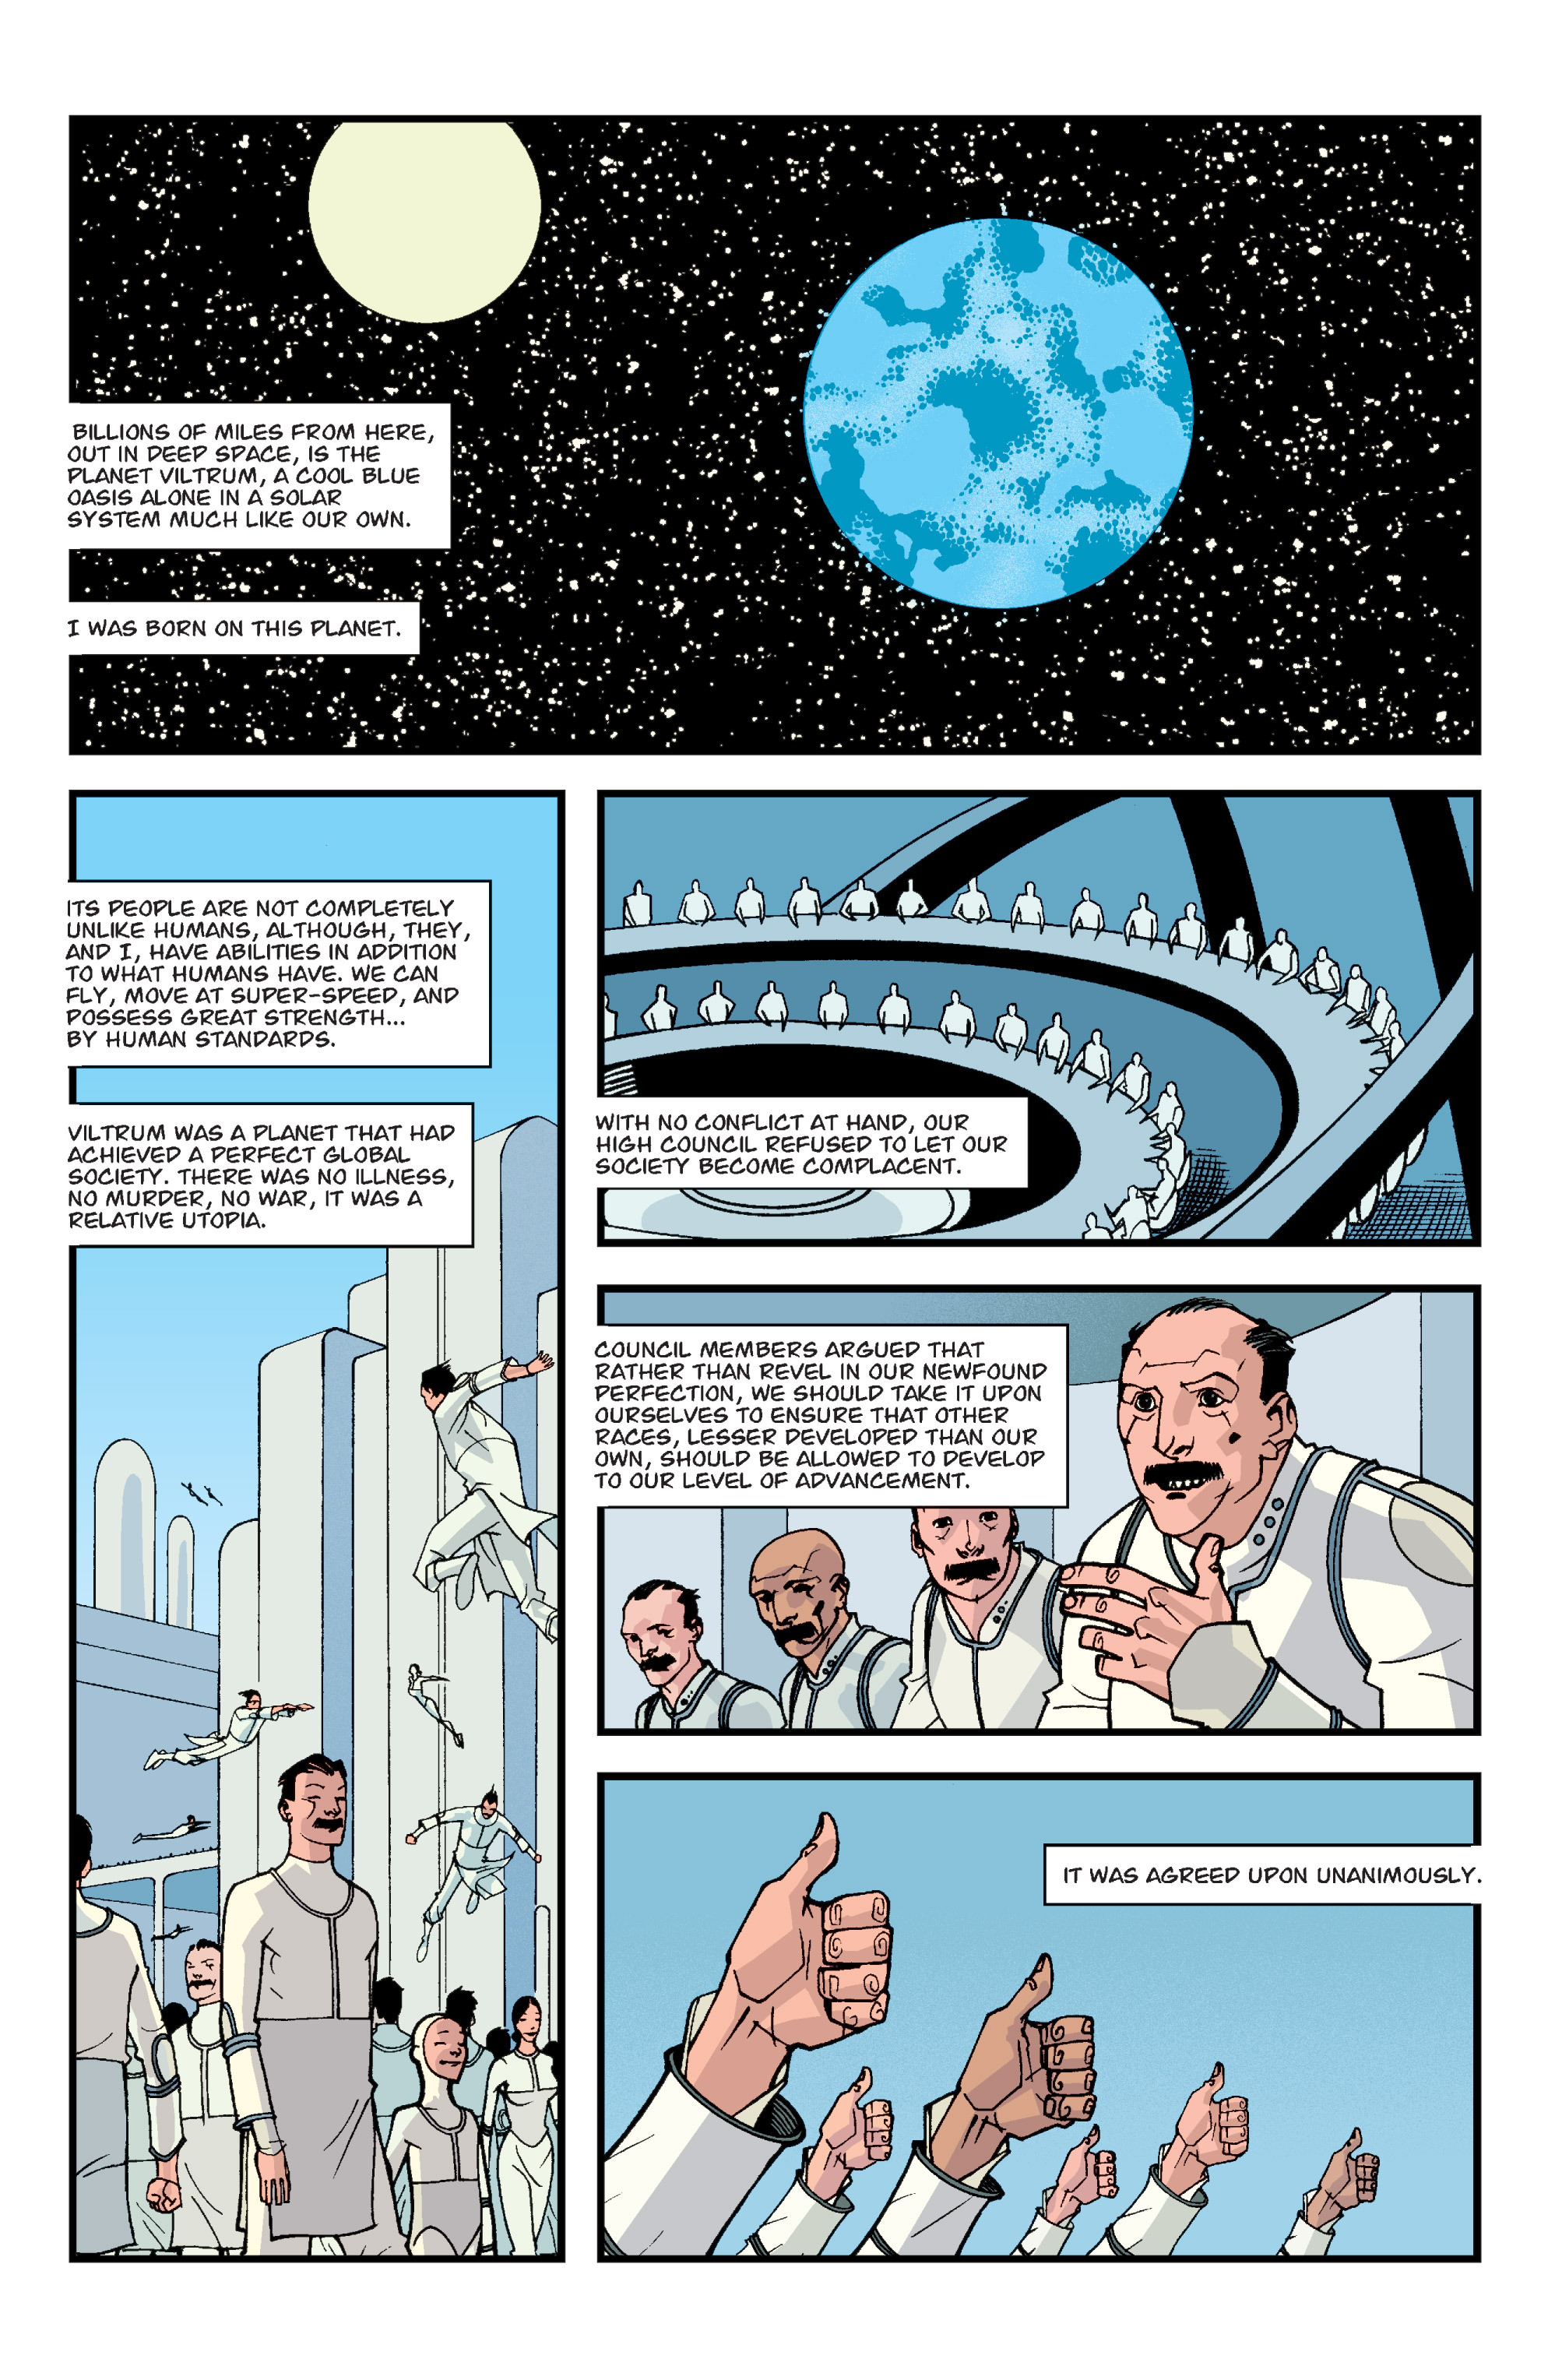 BILLIONS OF MILES FROM HERE,
OUT IN DEEP SPACE, IS THE
PLANET VILTRUM, A COOL BLUE
OASIS ALONE IN A SOLAR
SYSTEM MUCH LIKE OUR OWN.
I WAS BORN ON THIS PLANET.
ITS PEOPLE ARE NOT COMPLETELY
UNLIKE HUMANS, ALTHOUGH, THEY,
AND I, HAVE ABILITIES IN ADDITION
TO WHAT HUMANS HAVE. WE CAN
FLY, MOVE AT SUPER-SPEED, AND
POSSESS GREAT STRENGTH...
BY HUMAN STANDARDS.
VILTRUM WAS A PLANET THAT HAD
ACHIEVED A PERFECT GLOBAL
SOCIETY. THERE WAS NO ILLNESS,
NO MURDER, NO WAR, IT WAS A
RELATIVE UTOPIA.
WITH NO CONFLICT AT HAND, OUR
HIGH COUNCIL REFUSED TO LET OUR
SOCIETY BECOME COMPLACENT.
COUNCIL MEMBERS ARGUED THAT
RATHER THAN REVEL IN OUR NEWFOUND
PERFECTION, WE SHOULD TAKE IT UPON
OURSELVES TO ENSURE THAT OTHER
RACES, LESSER DEVELOPED THAN OUR
OWN, SHOULD BE ALLOWED TO DEVELOP
TO OUR LEVEL OF ADVANCEMENT.
IT WAS AGREED UPON UNANIMOUSLY.